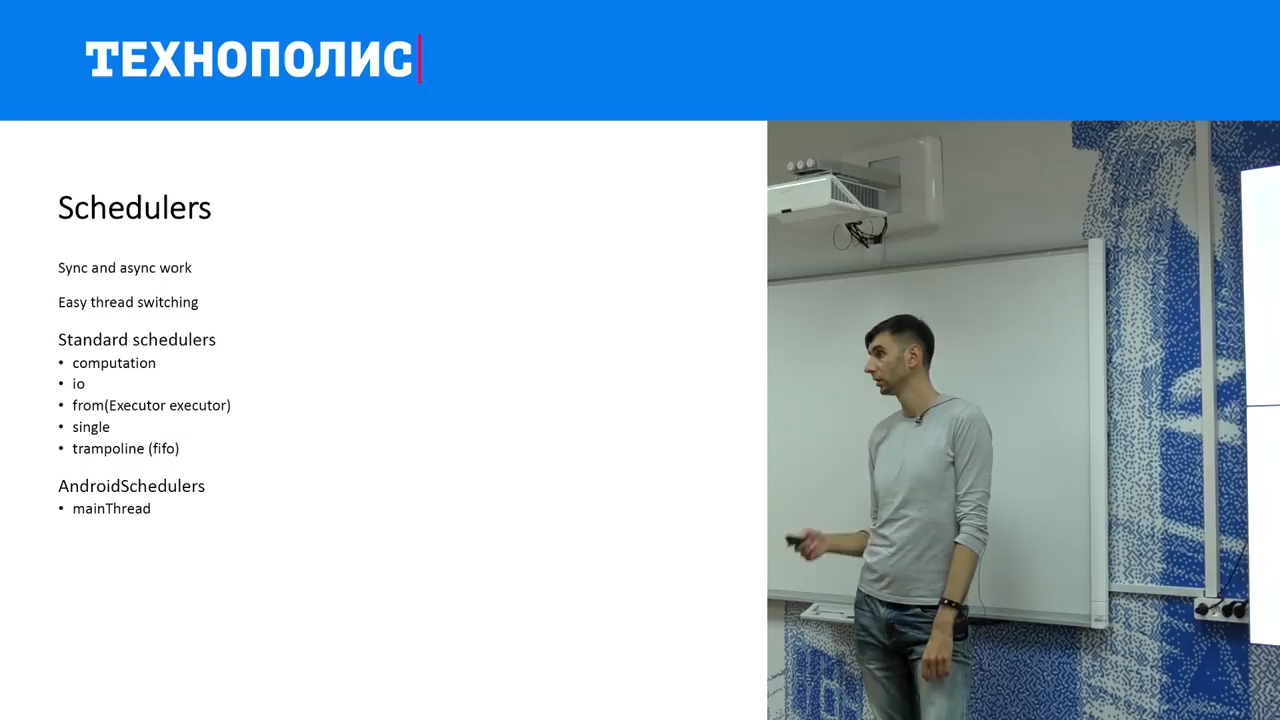 ТЕХНОПОЛИС
Schedulers
Sync and async work
Easy thread switching
Standard schedulers
• computation
• io
• from(Executor executor)
• single
• trampoline (fifo)
AndroidSchedulers
• mainThread